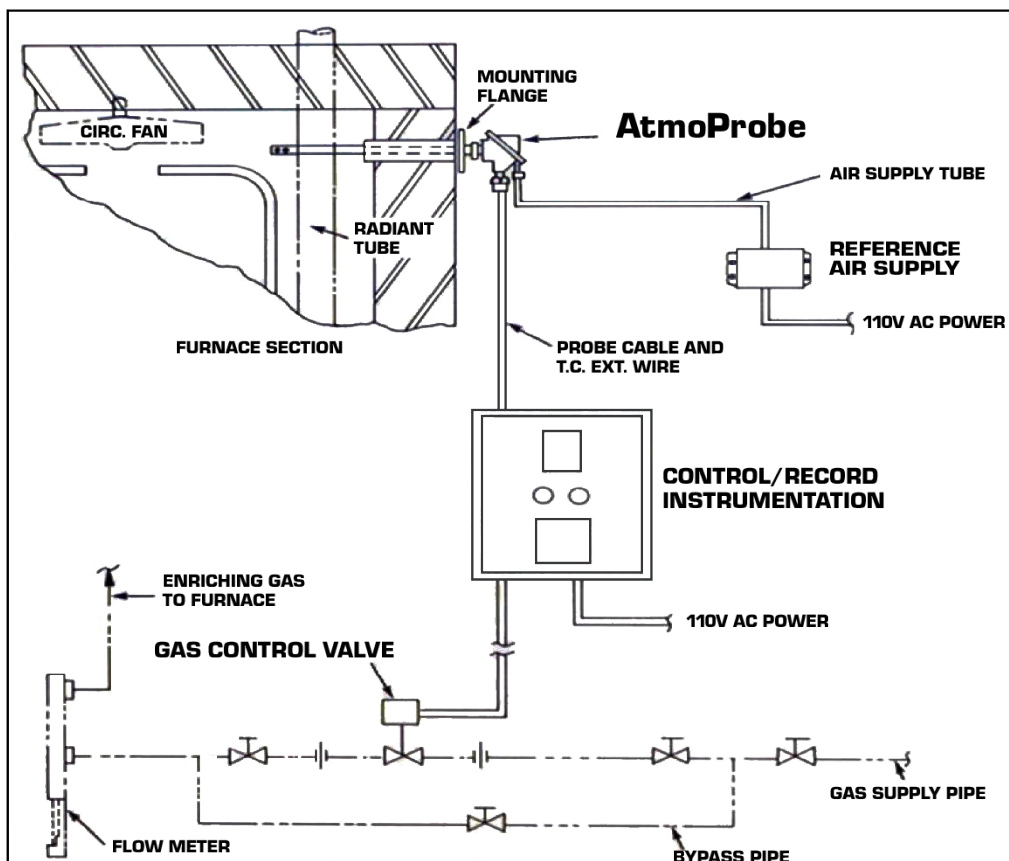 MOUNTING
FLANGE
CIRC. FAN
AtmoProbe
AIR SUPPLY TUBE
RADIANT
TUBE
REFERENCE
AIR SUPPLY
110V AC POWER
FURNACE SECTION
PROBE CABLE AND
T.C. EXT. WIRE
CONTROL/RECORD
INSTRUMENTATION
ENRICHING GAS
TO FURNACE
110V AC POWER
GAS CONTROL VALVE
GAS SUPPLY PIPE
FLOW METER
BYPASS PIPE